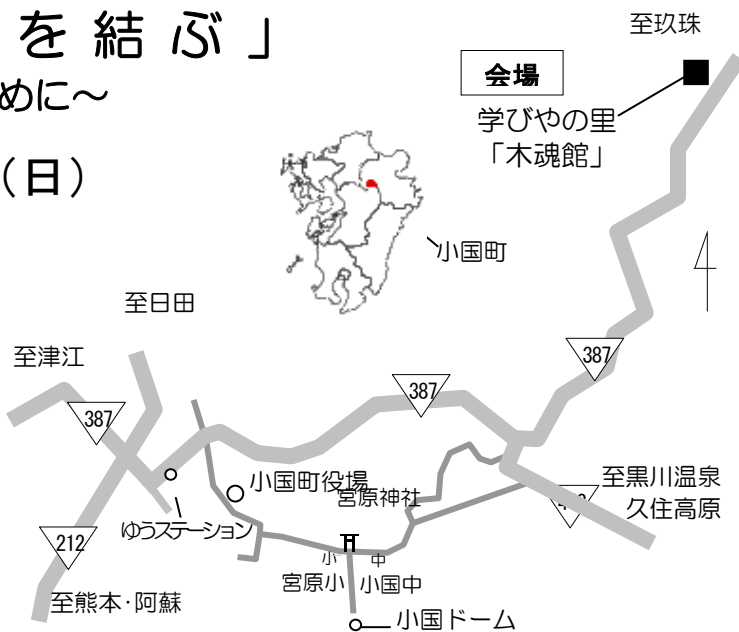 を結ぶ」
めに～
（日）
至玖珠
会場
学びやの里
「木魂館」
小国町
至日田
至津江
387
387
387
小国町役場
宮原神社
至黒川温泉
久住高原
ゆうステーション
212
小 中
宮原小 小国中
至熊本･阿蘇
小国ドーム